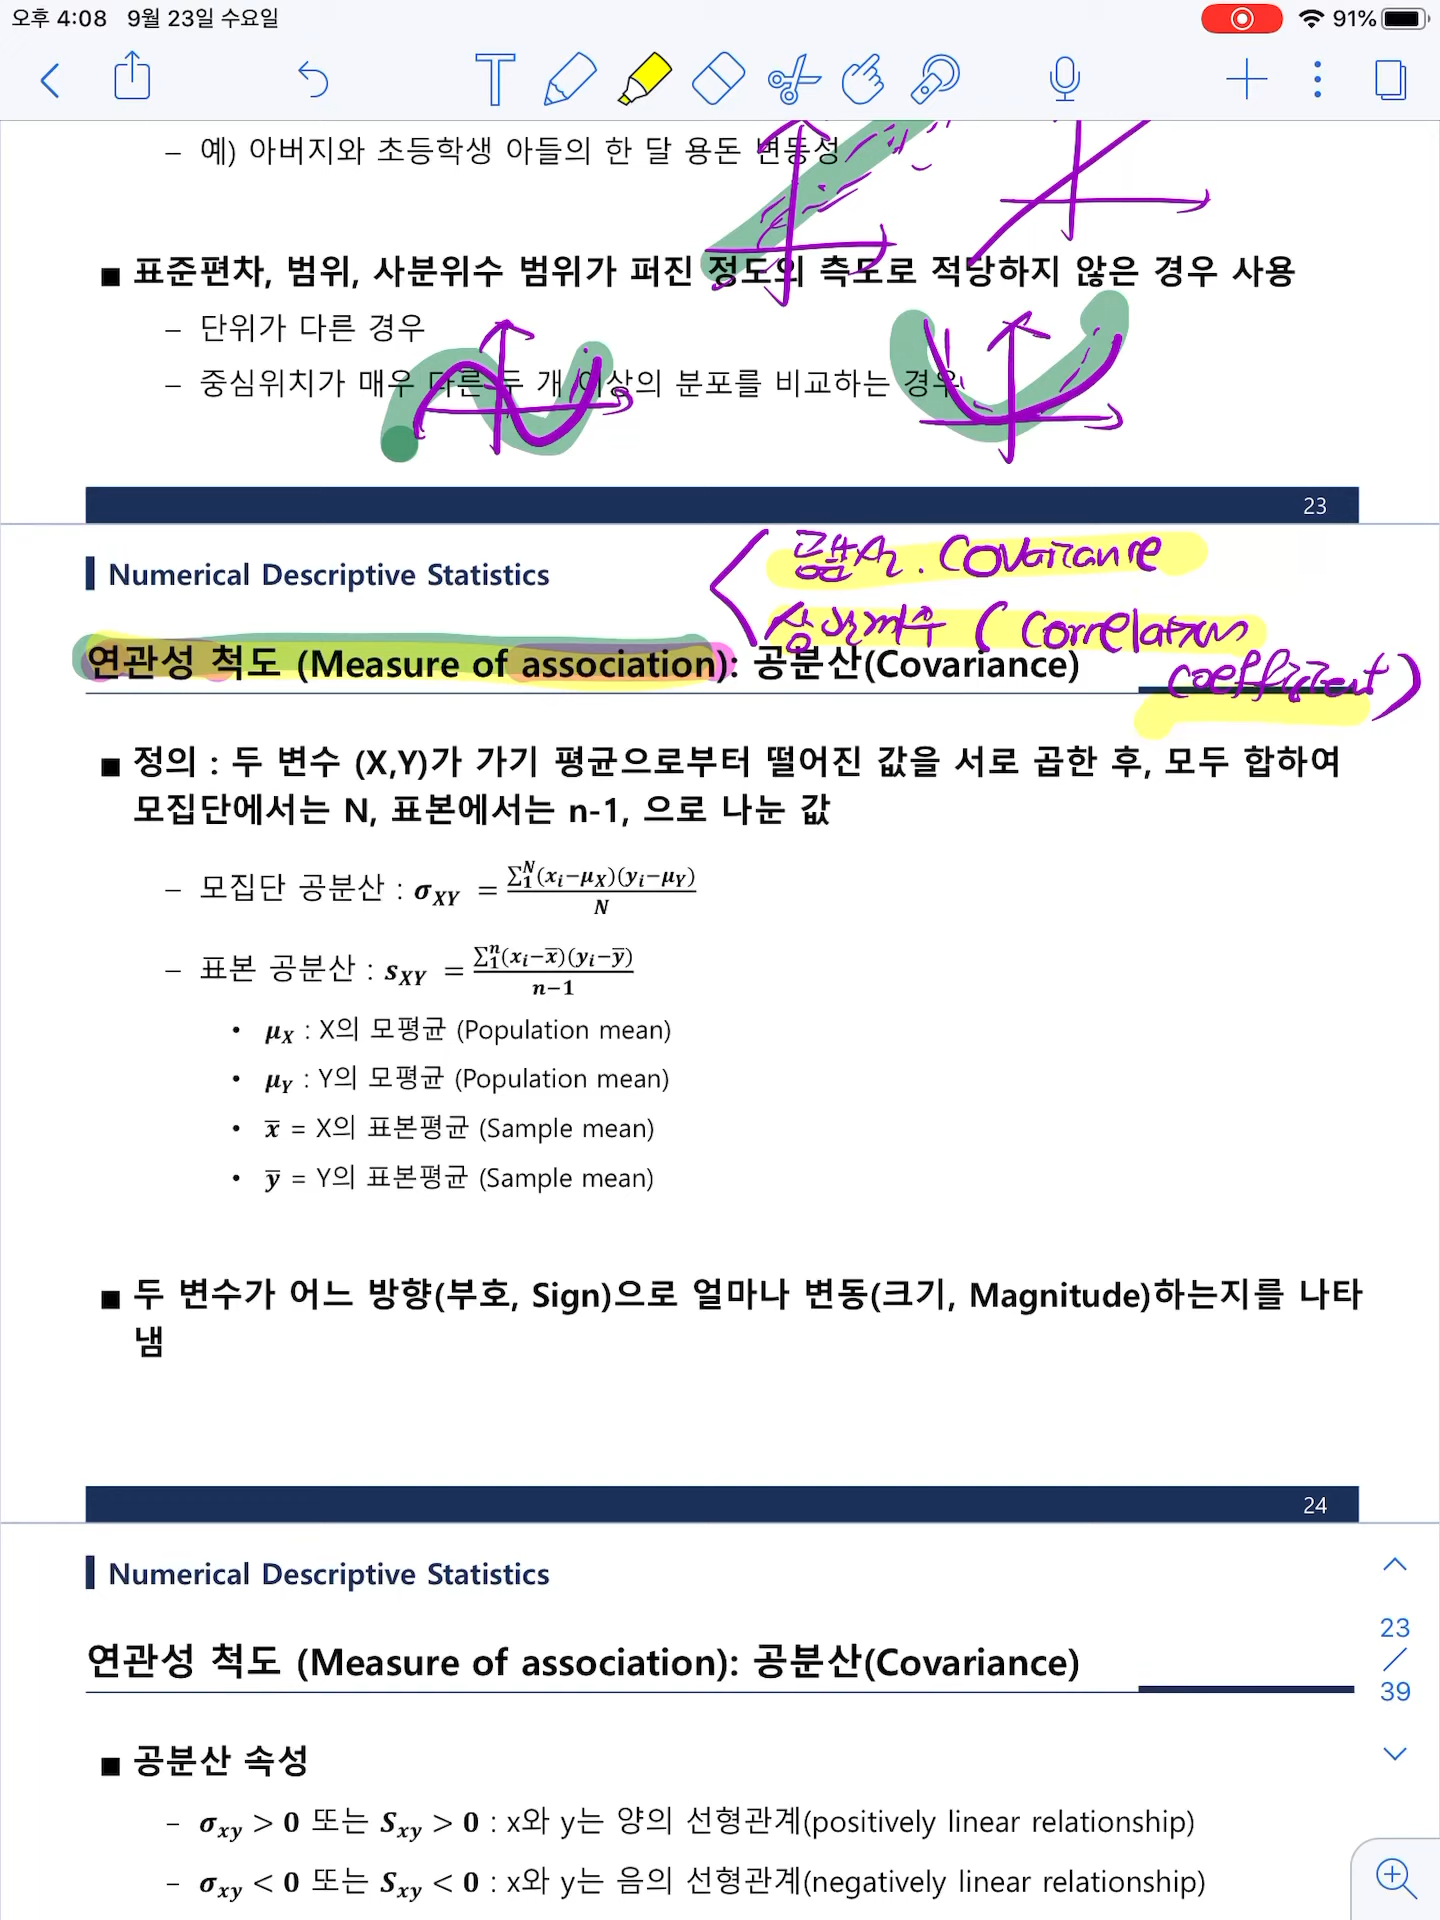 오후 4:08 9월 23일 수요일
91%
– 예) 아버지와 초등학생 아들의 한 달 용돈 변동성
■ 표준편차, 범위, 사분위수 범위가 퍼진 정도의 측도로 적당하지 않은 경우 사용
– 단위가 다른 경우
– 중심위치가 매우 다른 두 개 이상의 분포를 비교하는 경우
23
공분산. Covariance
Numerical Descriptive Statistics
상관계수 ( Correlation
coefficient )
연관성 척도 (Measure of association): 공분산(Covariance)
■ 정의 : 두 변수 (X,Y)가 가기 평균으로부터 떨어진 값을 서로 곱한 후, 모두 합하여
모집단에서는 N, 표본에서는 n-1, 으로 나눈 값
– 모집단 공분산 : σ_XY = ∑₁ᴺ(xᵢ−μ_X)(yᵢ−μ_Y) / N
– 표본 공분산 : s_XY = ∑₁ⁿ(xᵢ−x̅)(yᵢ−y̅) / n−1
• μ_X : X의 모평균 (Population mean)
• μ_Y : Y의 모평균 (Population mean)
• x̅ = X의 표본평균 (Sample mean)
• y̅ = Y의 표본평균 (Sample mean)
■ 두 변수가 어느 방향(부호, Sign)으로 얼마나 변동(크기, Magnitude)하는지를 나타
냄
24
Numerical Descriptive Statistics
연관성 척도 (Measure of association): 공분산(Covariance)
23
/
39
■ 공분산 속성
– σ_xy > 0 또는 S_xy > 0 : x와 y는 양의 선형관계(positively linear relationship)
– σ_xy < 0 또는 S_xy < 0 : x와 y는 음의 선형관계(negatively linear relationship)